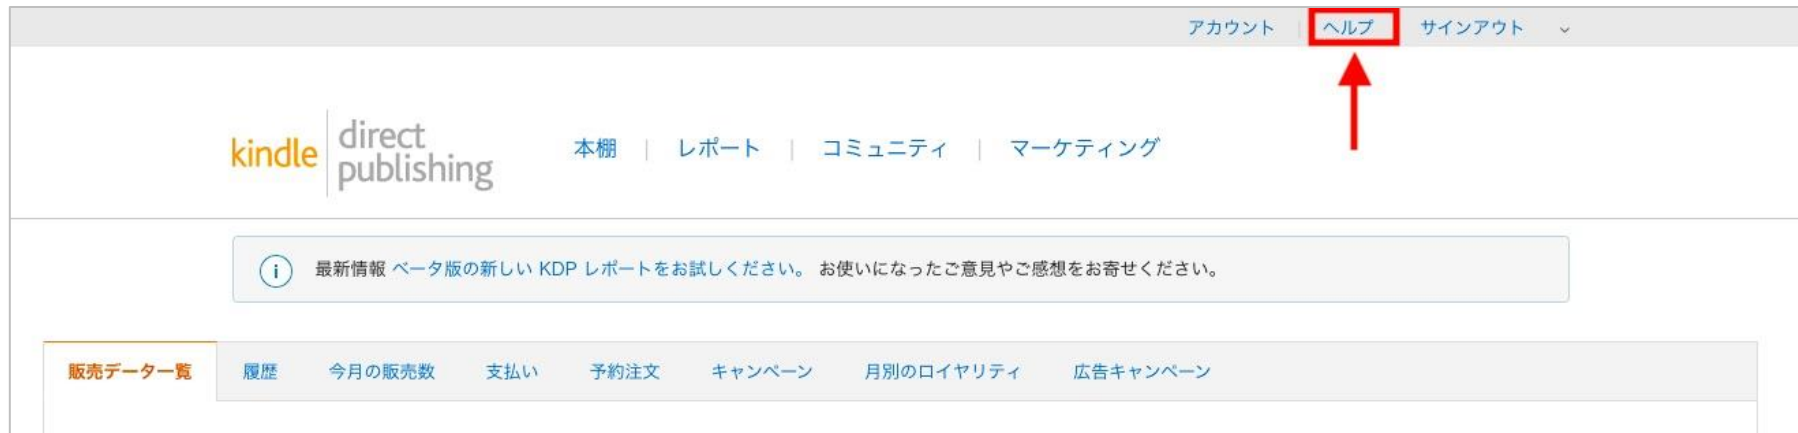 アカウント | ヘルプ サインアウト
kindle direct publishing
本棚 | レポート | コミュニティ | マーケティング
最新情報 ベータ版の新しい KDP レポートをお試しください。 お使いになったご意見やご感想をお寄せください。
販売データ一覧 履歴 今月の販売数 支払い 予約注文 キャンペーン 月別のロイヤリティ 広告キャンペーン